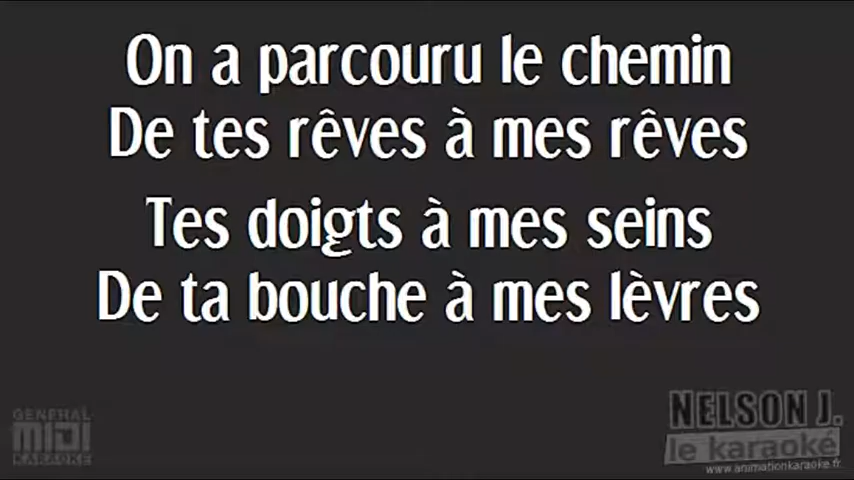 On a parcouru le chemin
De tes rêves à mes rêves
Tes doigts à mes seins
De ta bouche à mes lèvres
GENERAL
MIDI
KARAOKE
NELSON J.
le karaoké
www.animationkaraoke.fr